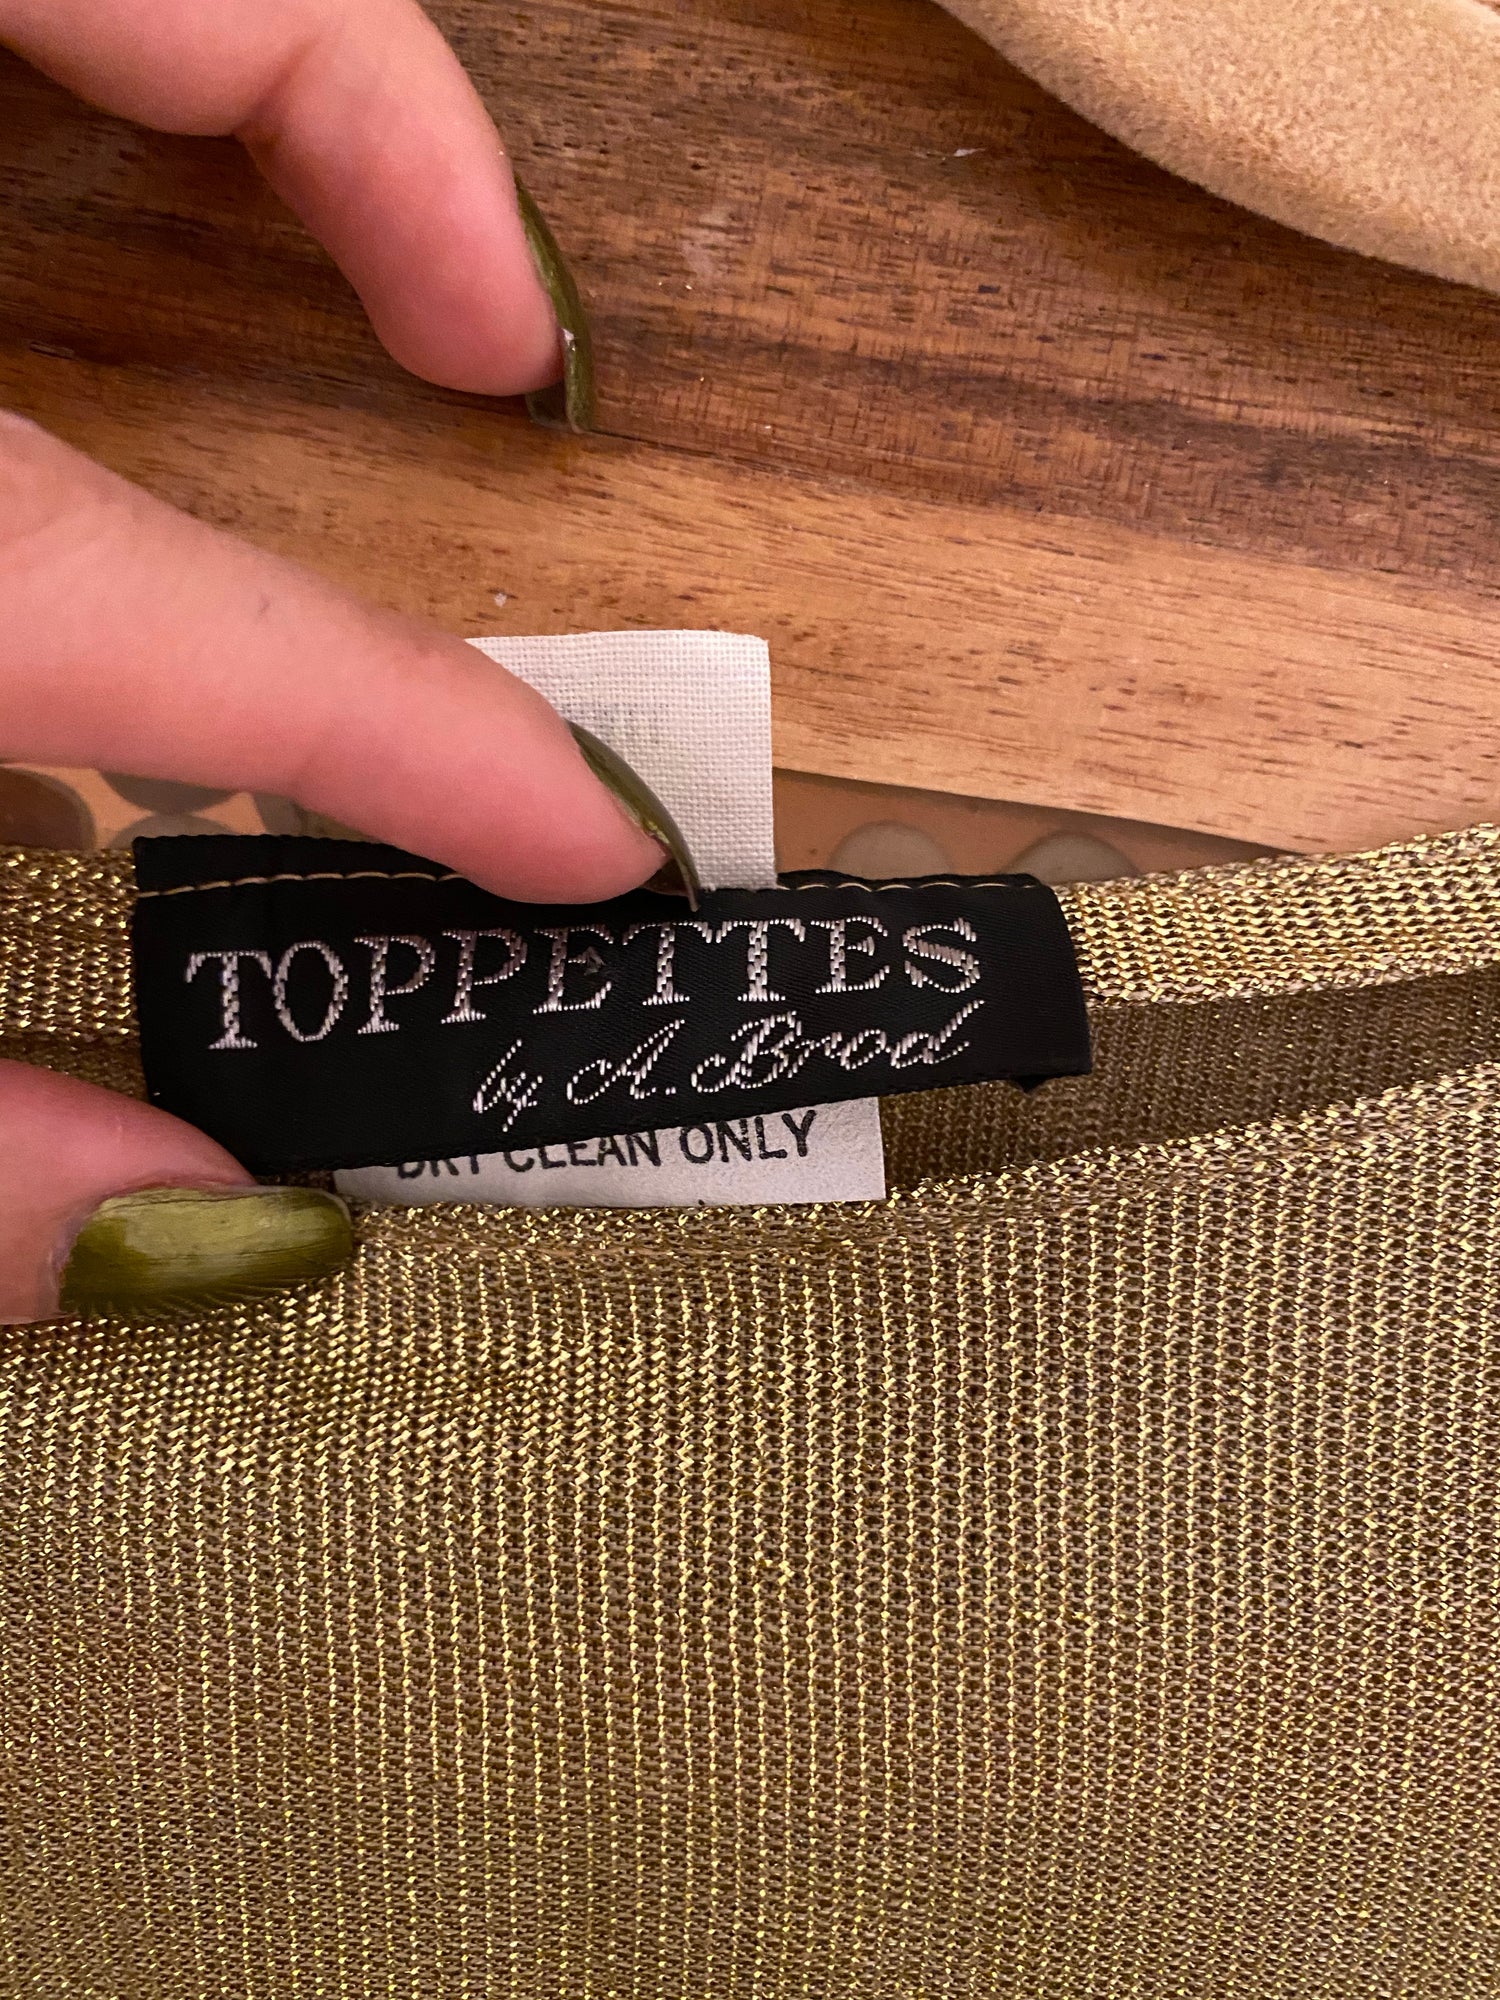 TOPPETTES
by A. Brod
DRY CLEAN ONLY